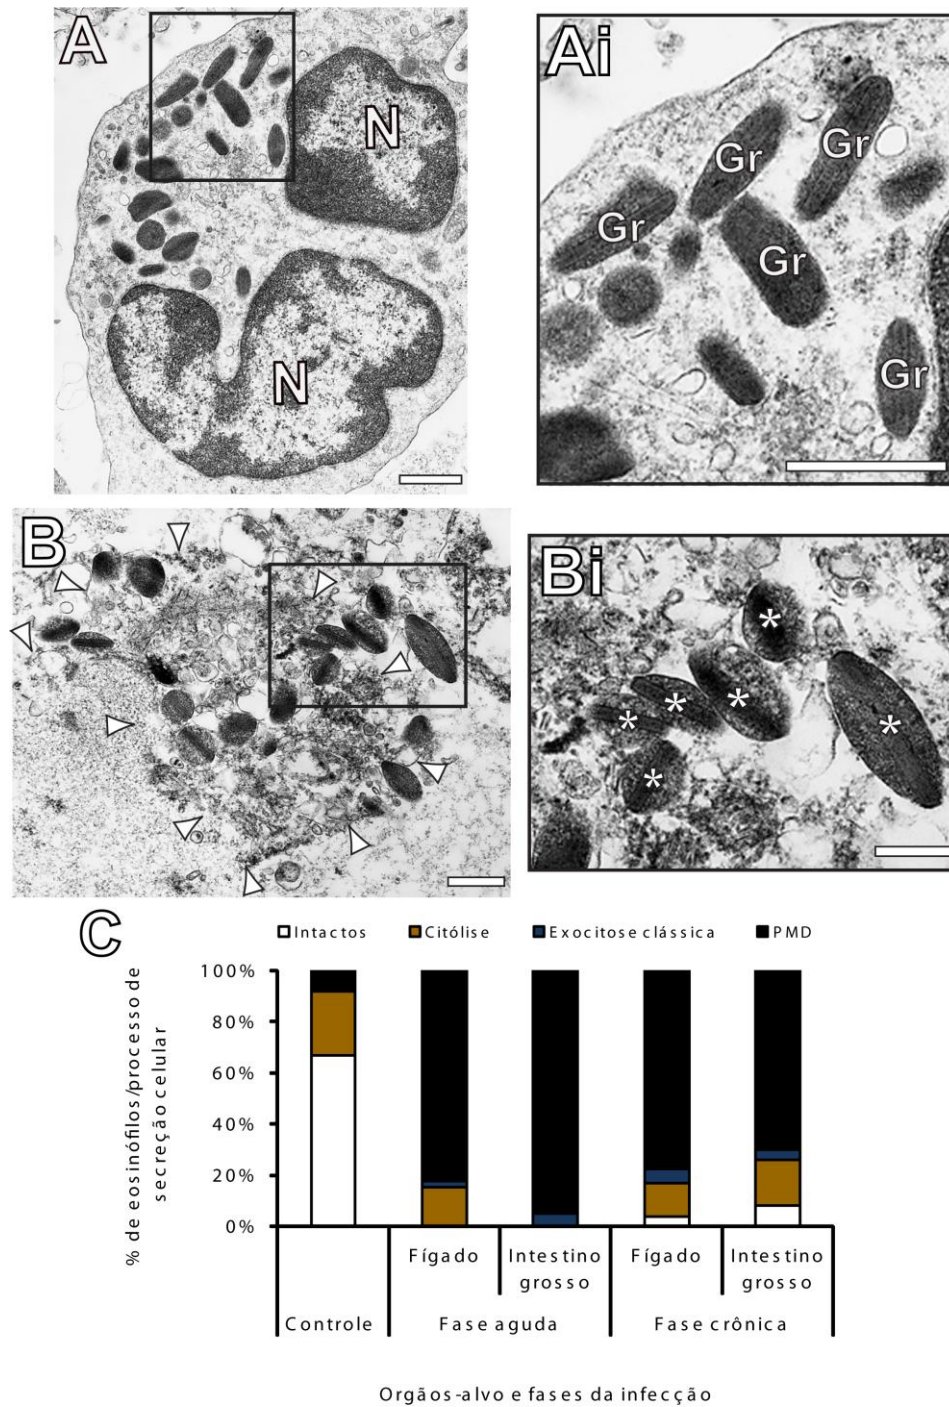 A
N
N
Ai
Gr
Gr
Gr
Gr
Gr
B
Bi
*
*
*
*
*
*
C
Intactos Citólise Exocitose clássica PMD
% de eosinófilos/processo de
secreção celular
100%
80%
60%
40%
20%
0%
Fígado Intestino Fígado Intestino
grosso grosso
Controle Fase aguda Fase crônica
Orgãos-alvo e fases da infecção